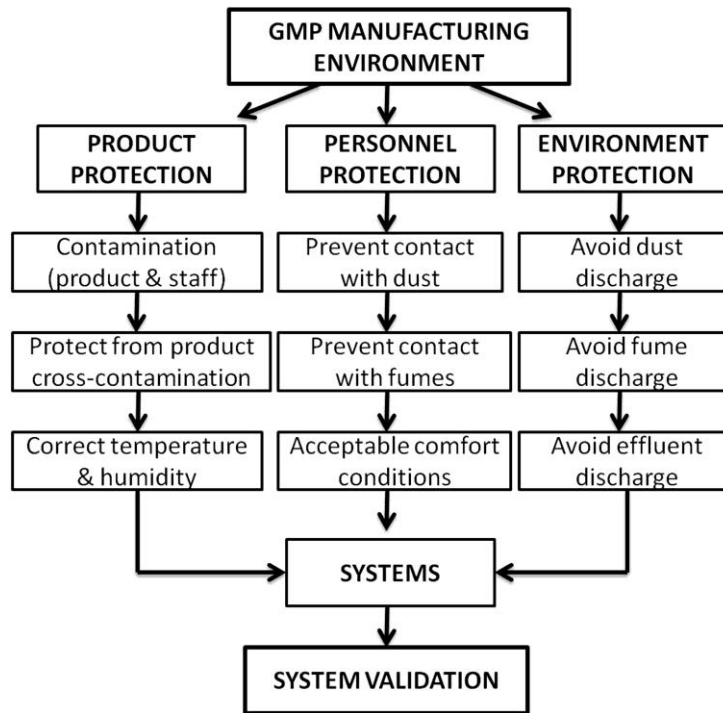 GMP MANUFACTURING
ENVIRONMENT
PRODUCT
PROTECTION
PERSONNEL
PROTECTION
ENVIRONMENT
PROTECTION
Contamination
(product & staff)
Prevent contact
with dust
Avoid dust
discharge
Protect from product
cross-contamination
Prevent contact
with fumes
Avoid fume
discharge
Correct temperature
& humidity
Acceptable comfort
conditions
Avoid effluent
discharge
SYSTEMS
SYSTEM VALIDATION